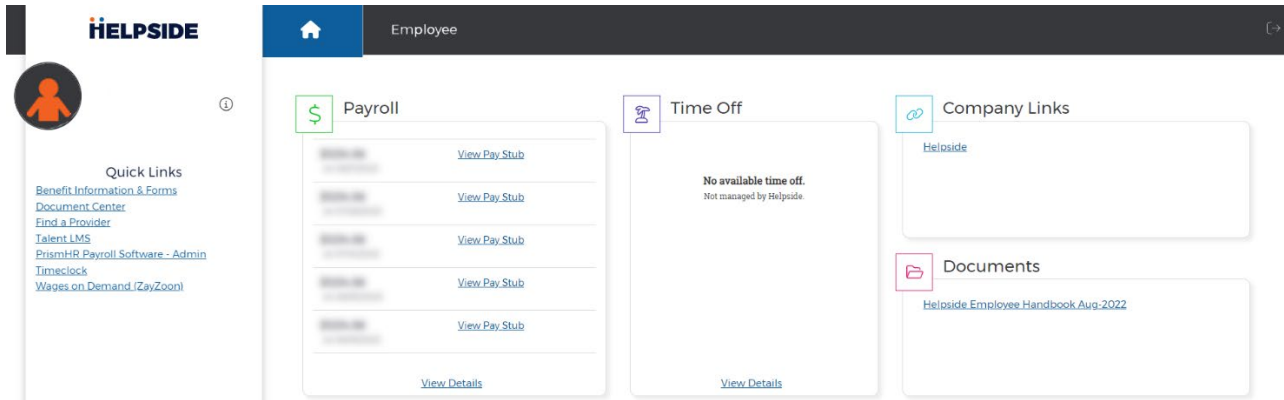 HELPSIDE
Employee
Quick Links
Benefit Information & Forms
Document Center
Find a Provider
Talent LMS
PrismHR Payroll Software - Admin
Timeclock
Wages on Demand (ZayZoon)
Payroll
View Pay Stub
View Pay Stub
View Pay Stub
View Pay Stub
View Pay Stub
View Details
Time Off
No available time off.
Not managed by Helpside.
View Details
Company Links
Helpside
Documents
Helpside Employee Handbook Aug-2022